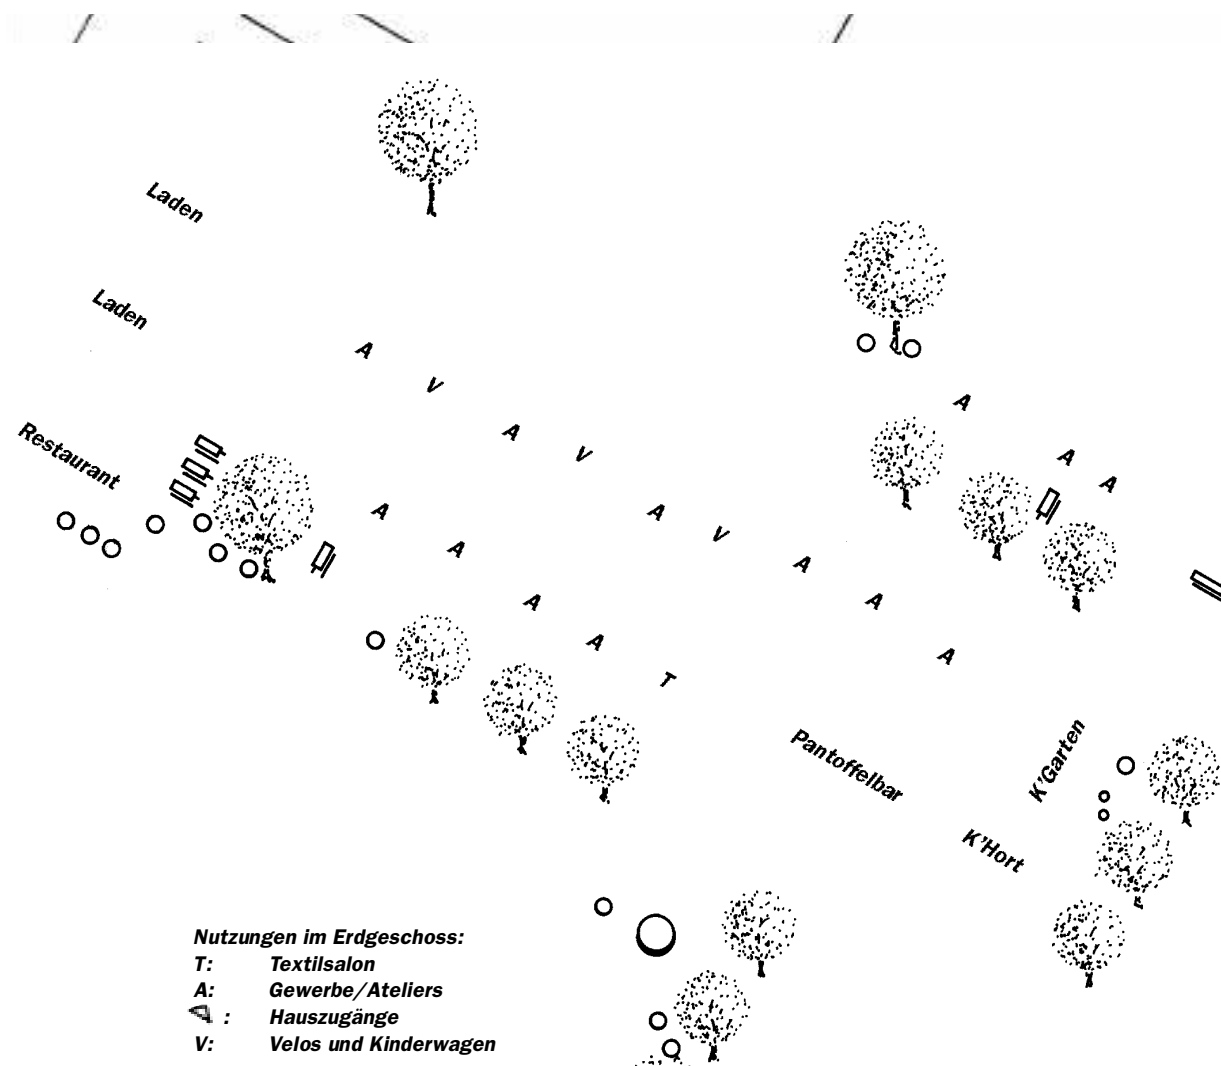 Laden
Laden
A
V
A
Restaurant
A
V
A
A
A
A
A
V
A
A
A
A
A
T
A
Pantoffelbar
K'Garten
K'Hort
Nutzungen im Erdgeschoss:
T: Textilsalon
A: Gewerbe/Ateliers
: Hauszugänge
V: Velos und Kinderwagen